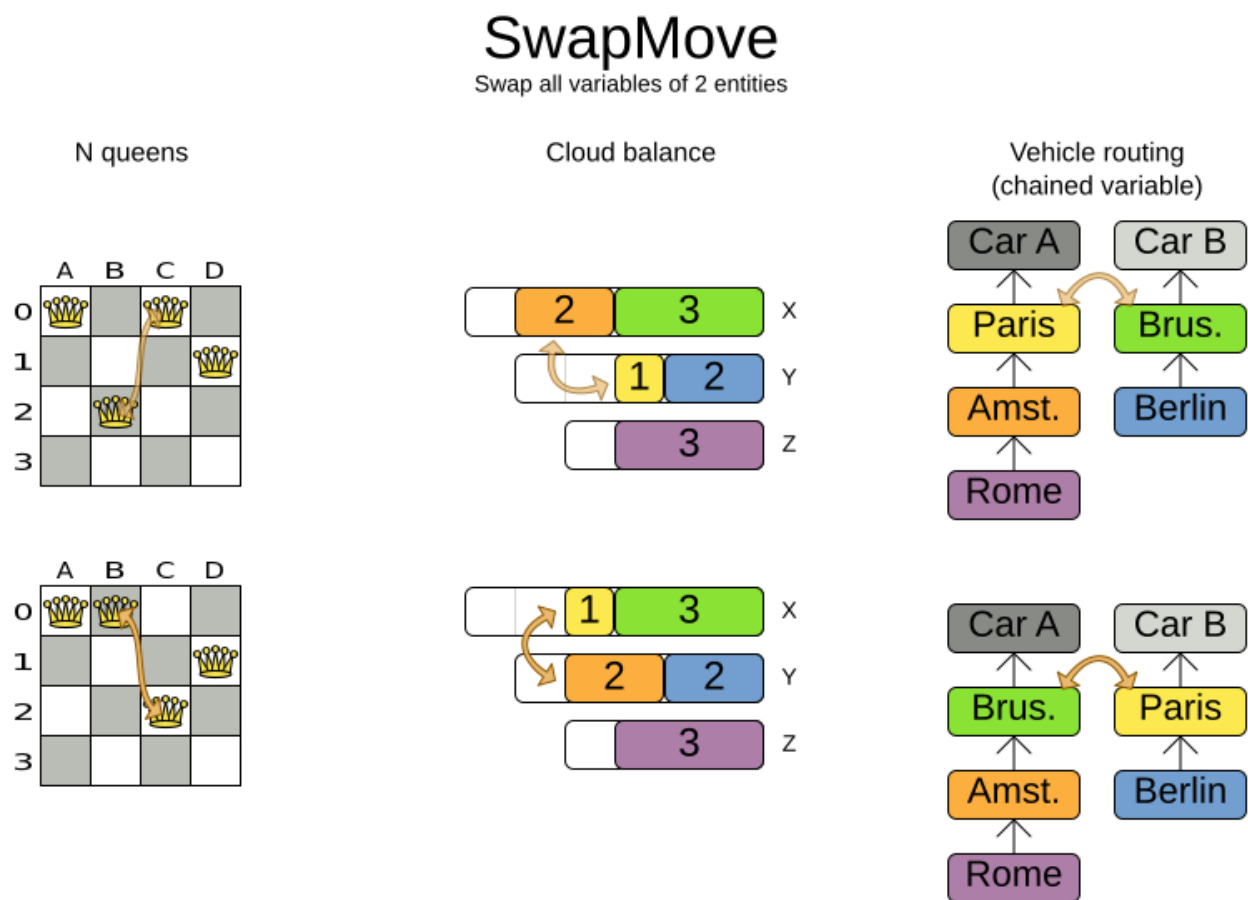 SwapMove
Swap all variables of 2 entities
N queens
Cloud balance
Vehicle routing
(chained variable)
A B C D
0
1
2
3
2 3 X
1 2 Y
3 Z
Car A Car B
Paris Brus.
Amst. Berlin
Rome
A B C D
0
1
2
3
1 3 X
2 2 Y
3 Z
Car A Car B
Brus. Paris
Amst. Berlin
Rome